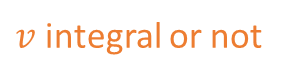 𝑣 integral or not